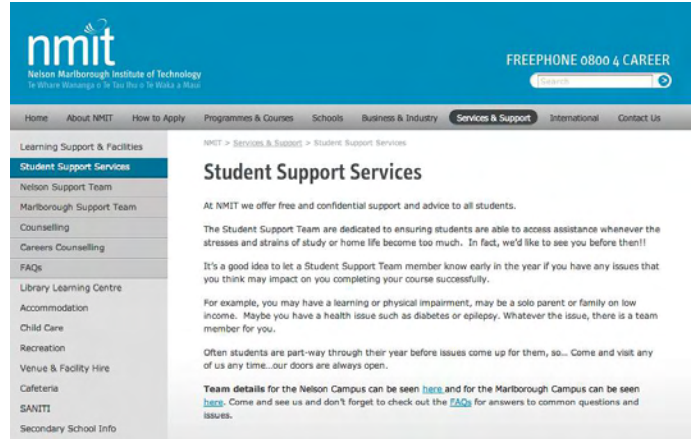 nmit
Nelson Marlborough Institute of Technology
Te Whare Wananga o Te Tau Iho o Te Waka a Maui
FREEPHONE 0800 4 CAREER
Search
Home About NMIT How to Apply Programmes & Courses Schools Business & Industry Services & Support International Contact Us
Learning Support & Facilities
Student Support Services
Nelson Support Team
Marlborough Support Team
Counselling
Careers Counselling
FAQs
Library Learning Centre
Accommodation
Child Care
Recreation
Venue & Facility Hire
Cafeteria
SANITI
Secondary School Info
NMIT > Services & Support > Student Support Services
Student Support Services
At NMIT we offer free and confidential support and advice to all students.
The Student Support Team are dedicated to ensuring students are able to access assistance whenever the
stresses and strains of study or home life become too much. In fact, we'd like to see you before then!!
It's a good idea to let a Student Support Team member know early in the year if you have any issues that
you think may impact on you completing your course successfully.
For example, you may have a learning or physical impairment, may be a solo parent or family on low
income. Maybe you have a health issue such as diabetes or epilepsy. Whatever the issue, there is a team
member for you.
Often students are part-way through their year before issues come up for them, so... Come and visit any
of us any time...our doors are always open.
Team details for the Nelson Campus can be seen here and for the Marlborough Campus can be seen
here. Come and see us and don't forget to check out the FAQs for answers to common questions and
issues.